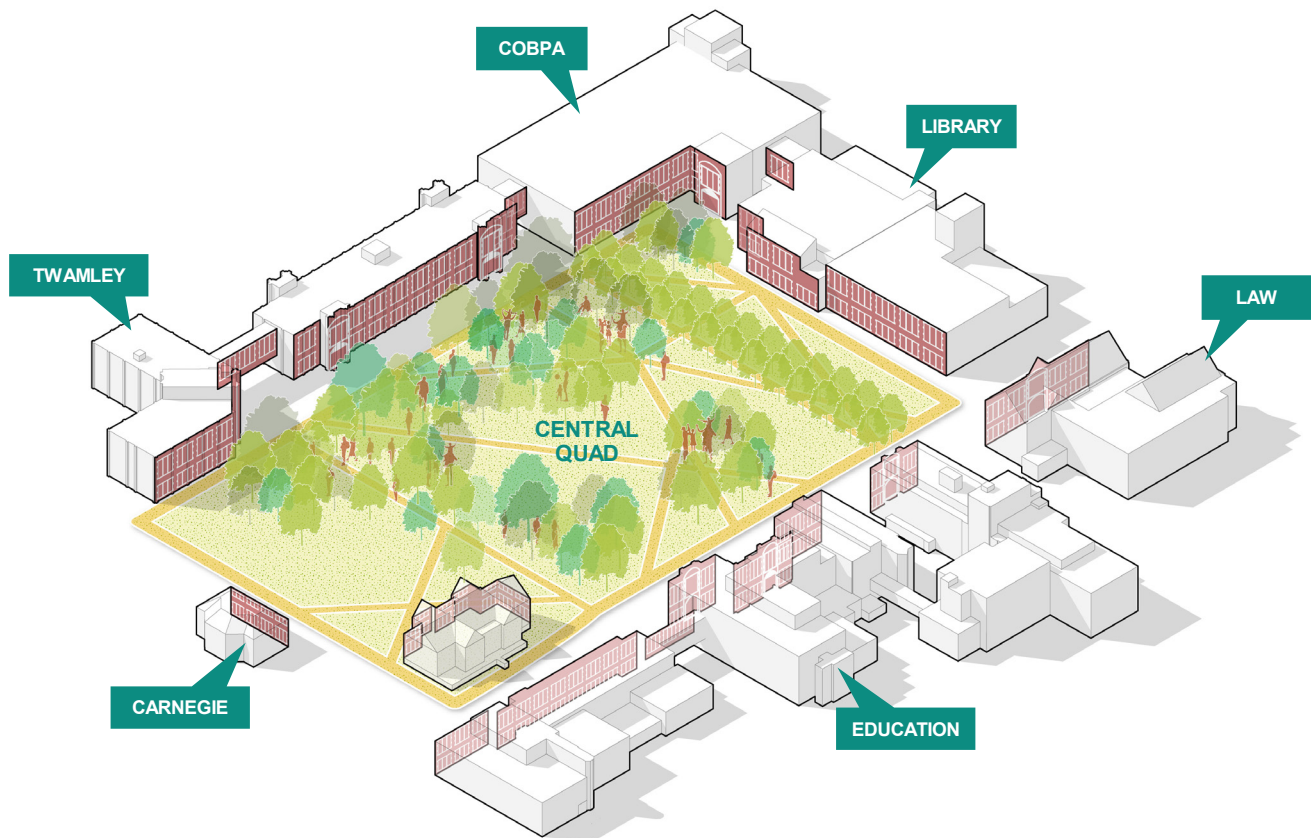 COBPA
LIBRARY
TWAMLEY
LAW
CENTRAL
QUAD
CARNEGIE
EDUCATION